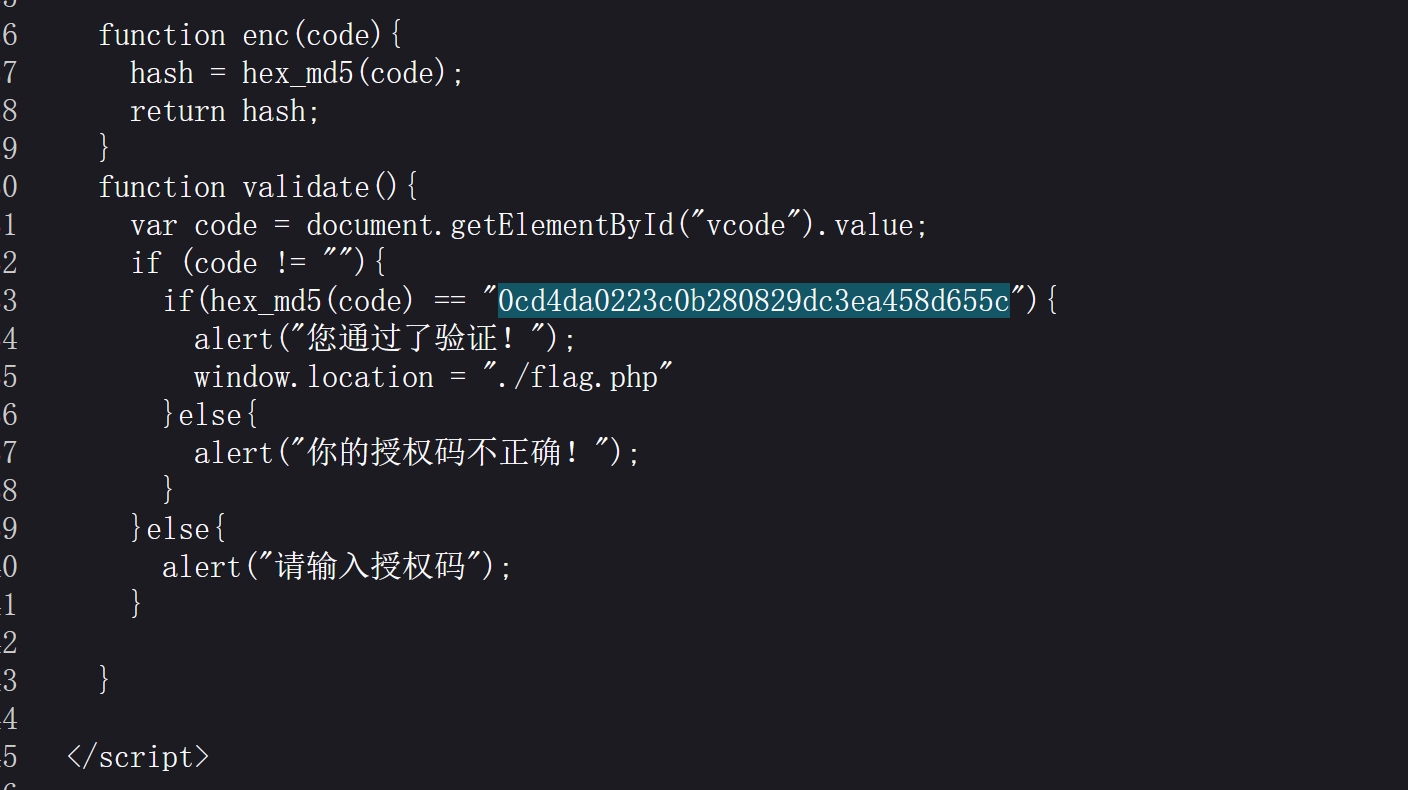 6 function enc(code){
7 hash = hex_md5(code);
8 return hash;
9 }
0 function validate(){
1 var code = document.getElementById("vcode").value;
2 if (code != ""){
3 if(hex_md5(code) == "0cd4da0223c0b280829dc3ea458d655c"){
4 alert("您通过了验证！");
5 window.location = "./flag.php"
6 }else{
7 alert("你的授权码不正确！");
8 }
9 }else{
0 alert("请输入授权码");
1 }
2
3 }
4
5 </script>